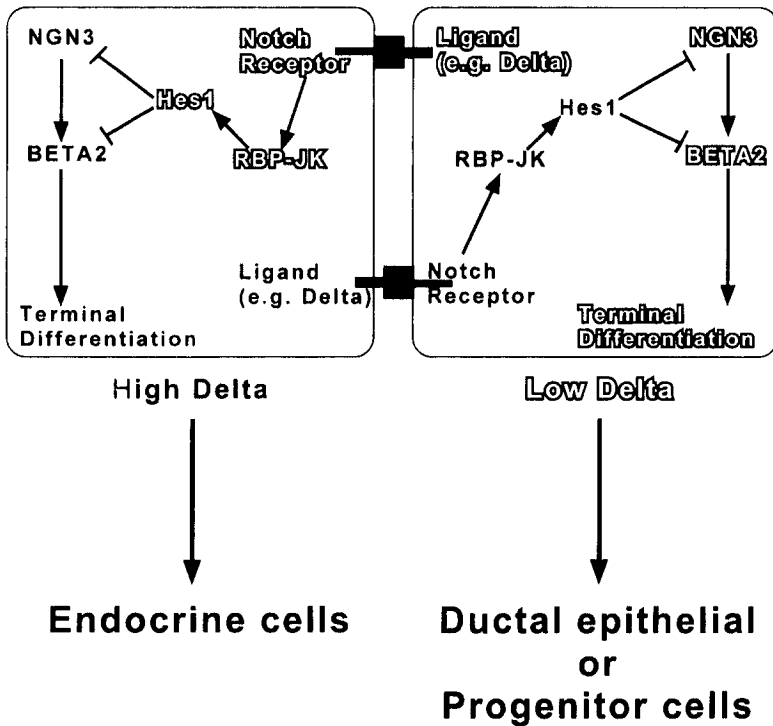 NGN3
Notch
Receptor
Hes1
BETA2
RBP-JK
Ligand
(e.g. Delta)
Terminal
Differentiation
High Delta
Endocrine cells
Ligand
(e.g. Delta)
NGN3
Hes1
RBP-JK
BETA2
Notch
Receptor
Terminal
Differentiation
Low Delta
Ductal epithelial
or
Progenitor cells